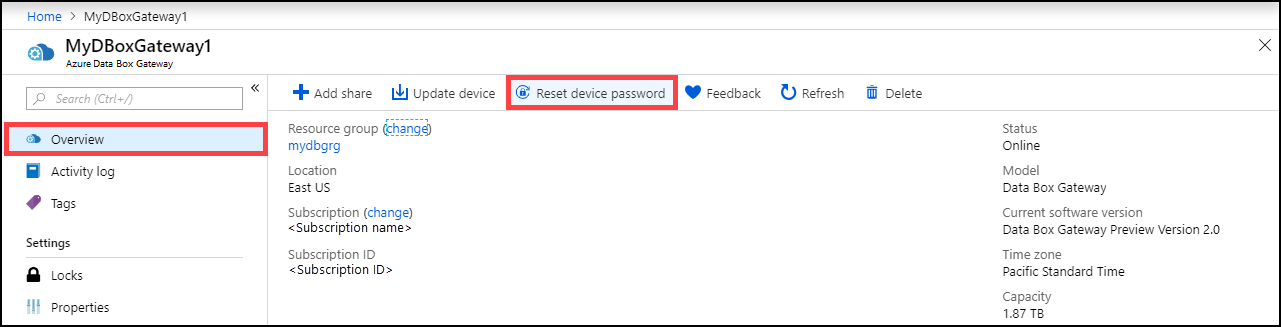 Home > MyDBoxGateway1
MyDBoxGateway1
Azure Data Box Gateway
Search (Ctrl+/)
«
Overview
Activity log
Tags
Settings
Locks
Properties
Add share Update device Reset device password Feedback Refresh Delete
Resource group (change)
mydbgrg
Location
East US
Subscription (change)
<Subscription name>
Subscription ID
<Subscription ID>
Status
Online
Model
Data Box Gateway
Current software version
Data Box Gateway Preview Version 2.0
Time zone
Pacific Standard Time
Capacity
1.87 TB